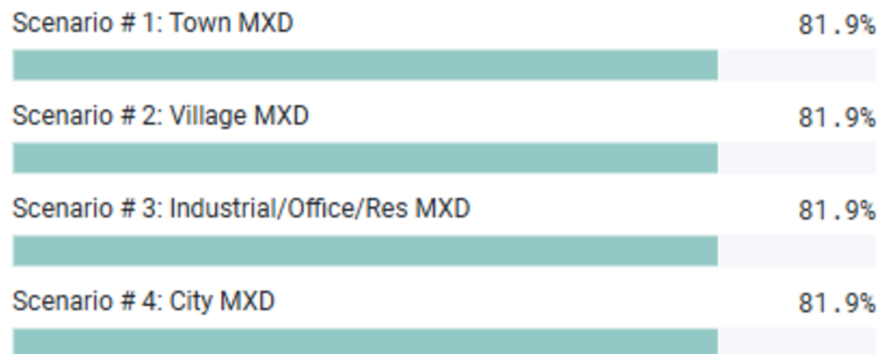 Scenario # 1: Town MXD 81.9%
Scenario # 2: Village MXD 81.9%
Scenario # 3: Industrial/Office/Res MXD 81.9%
Scenario # 4: City MXD 81.9%